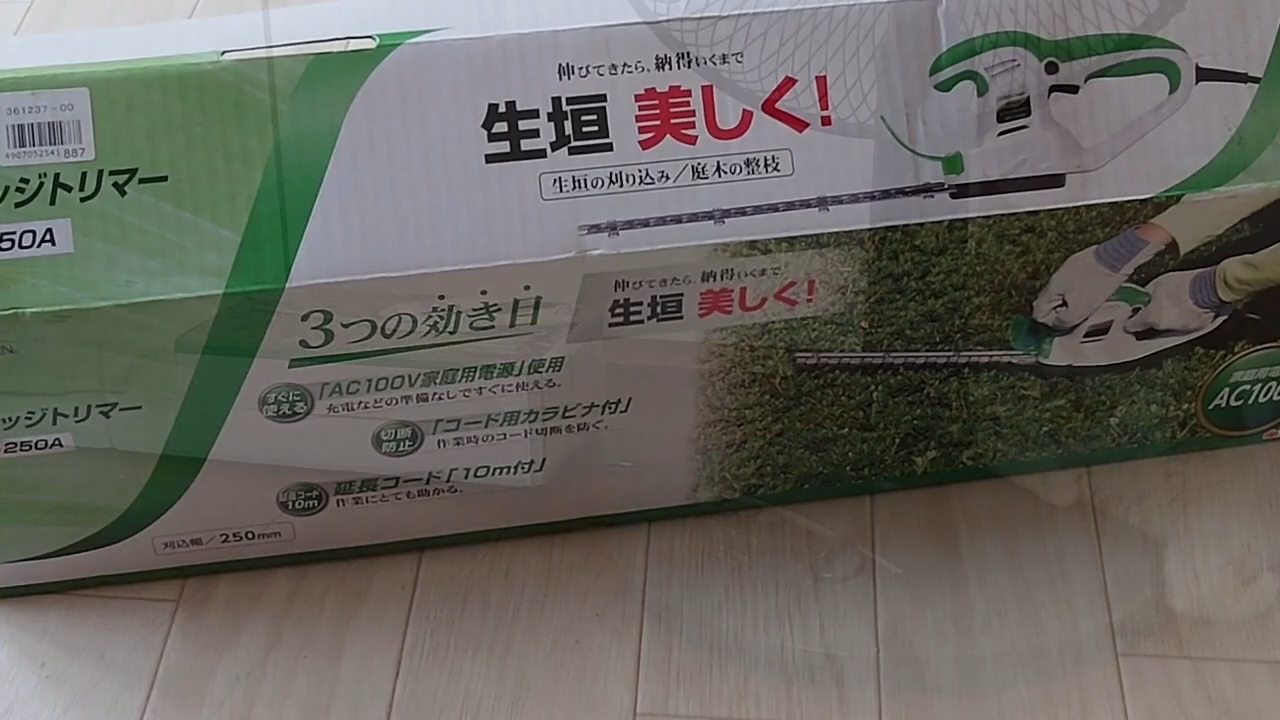 361237-00
4907052541 887
ッジトリマー
50A
伸びてきたら、納得いくまで
生垣 美しく!
生垣の刈り込み/庭木の整枝
3つの効き目
すぐに使える
「AC100V家庭用電源」使用
充電などの準備なしですぐに使える。
切断防止
「コード用カラビナ付」
作業時のコード切断を防ぐ。
延長コード10m
延長コード「10m付」
作業にとても助かる。
刈込幅/250mm
伸びてきたら、納得いくまで
生垣 美しく!
AC100
ッジトリマー
250A